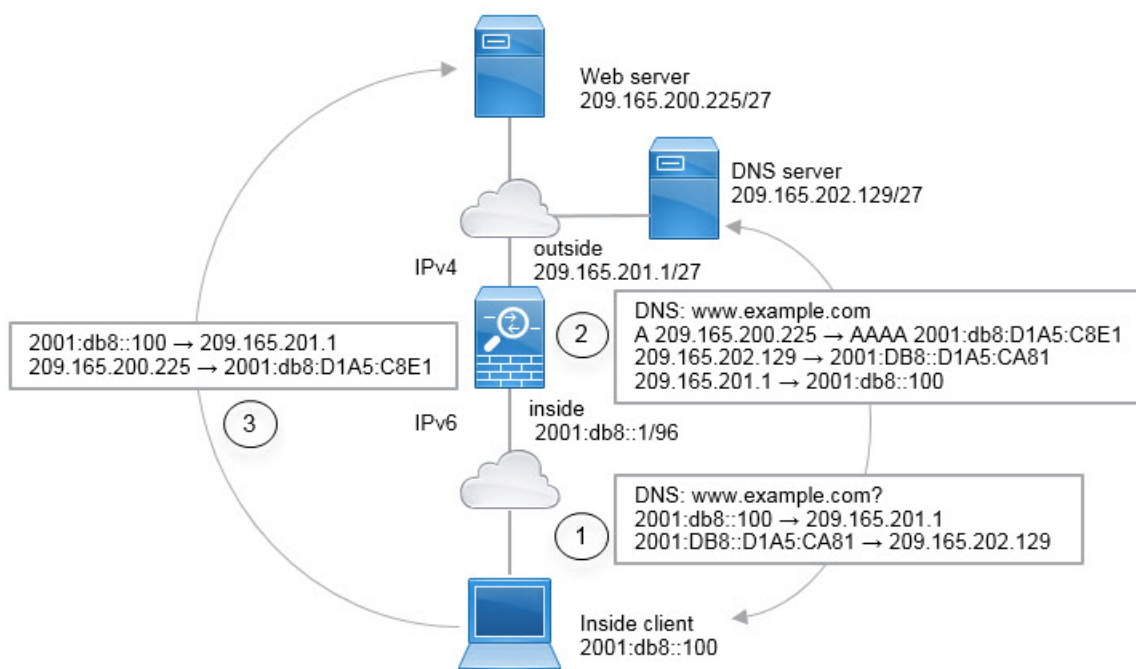 Web server
209.165.200.225/27
DNS server
209.165.202.129/27
outside
209.165.201.1/27
IPv4
2
DNS: www.example.com
A 209.165.200.225 → AAAA 2001:db8:D1A5:C8E1
209.165.202.129 → 2001:DB8::D1A5:CA81
209.165.201.1 → 2001:db8::100
2001:db8::100 → 209.165.201.1
209.165.200.225 → 2001:db8:D1A5:C8E1
3
IPv6
inside
2001:db8::1/96
1
DNS: www.example.com?
2001:db8::100 → 209.165.201.1
2001:DB8::D1A5:CA81 → 209.165.202.129
Inside client
2001:db8::100